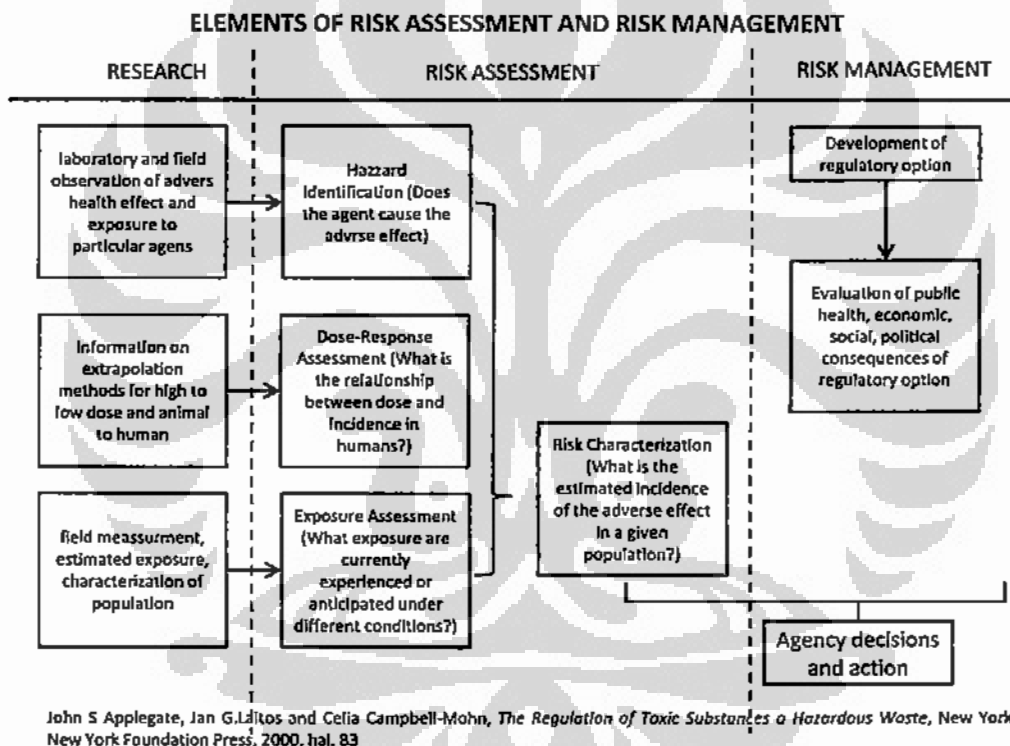 ELEMENTS OF RISK ASSESSMENT AND RISK MANAGEMENT
RESEARCH
RISK ASSESSMENT
RISK MANAGEMENT
laboratory and field
observation of advers
health effect and
exposure to
particular agens
Hazzard
Identification (Does
the agent cause the
advrse effect)
Development of
regulatory option
Information on
extrapolation
methods for high to
low dose and animal
to human
Dose-Response
Assessment (What is
the relationship
between dose and
Incidence in
humans?)
Evaluation of public
health, economic,
social, political
consequences of
regulatory option
field meassurment,
estimated exposure,
characterization of
population
Exposure Assessment
(What exposure are
currently
experienced or
anticipated under
different conditions?)
Risk Characterization
(What is the
estimated incidence
of the adverse effect
in a given
population?)
Agency decisions
and action
John S Applegate, Jan G.Laitos and Celia Campbell-Mohn, The Regulation of Toxic Substances a Hazardous Waste, New York
New York Foundation Press, 2000, hal. 83